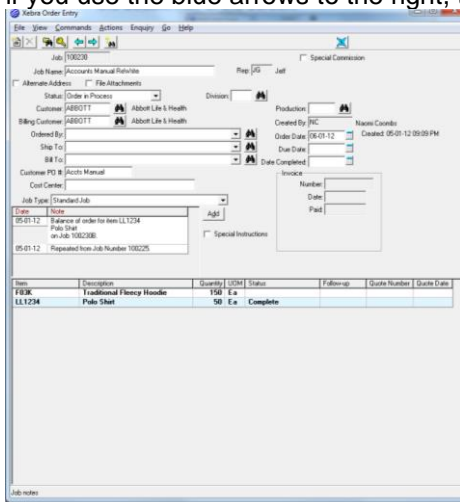 if you use the blue arrows to the right,
Xebra Order Entry
File View Commands Actions Enquiry Go Help
Job: 100230 Special Commission
Job Name: Accounts Manual ReWrite Rep: JG Jeff
Alternate Address File Attachments
Status: Order in Process Division:
Customer: ABBOTT Abbott Life & Health Production:
Billing Customer: ABBOTT Abbott Life & Health Created By: NC Naomi Coombs
Ordered By: Order Date: 06-01-12 Created: 05-01-12 09:09 PM
Ship To: Due Date:
Bill To: Date Completed:
Customer PO #: Accts Manual Invoice
Cost Center: Number:
Job Type: Standard Job Date:
Date Note Add Paid:
05-01-12 Balance of order for item LL1234
Polo Shirt Special Instructions
on Job 100230B
05-01-12 Repeated from Job Number 100225
Item Description Quantity UOM Status Follow-up Quote Number Quote Date
F03K Traditional Fleecy Hoodie 150 Ea
LL1234 Polo Shirt 50 Ea Complete
Job notes